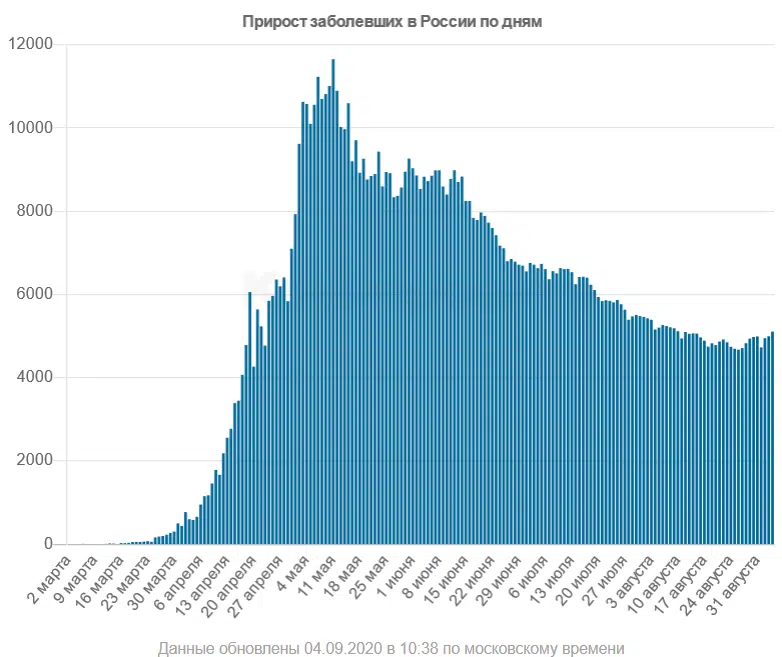 Прирост заболевших в России по дням
12000
10000
8000
6000
4000
2000
0
2 марта
9 марта
16 марта
23 марта
30 марта
6 апреля
13 апреля
20 апреля
27 апреля
4 мая
11 мая
18 мая
25 мая
1 июня
8 июня
15 июня
22 июня
29 июня
6 июля
13 июля
20 июля
27 июля
3 августа
10 августа
17 августа
24 августа
31 августа
Данные обновлены 04.09.2020 в 10:38 по московскому времени